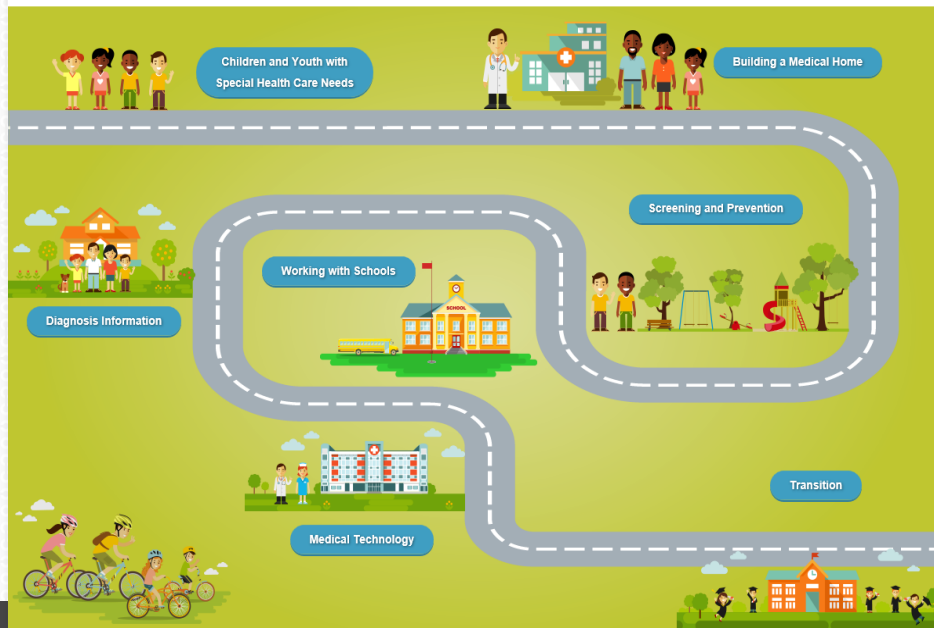 Children and Youth with
Special Health Care Needs
Building a Medical Home
Screening and Prevention
Working with Schools
SCHOOL
Diagnosis Information
Transition
Medical Technology